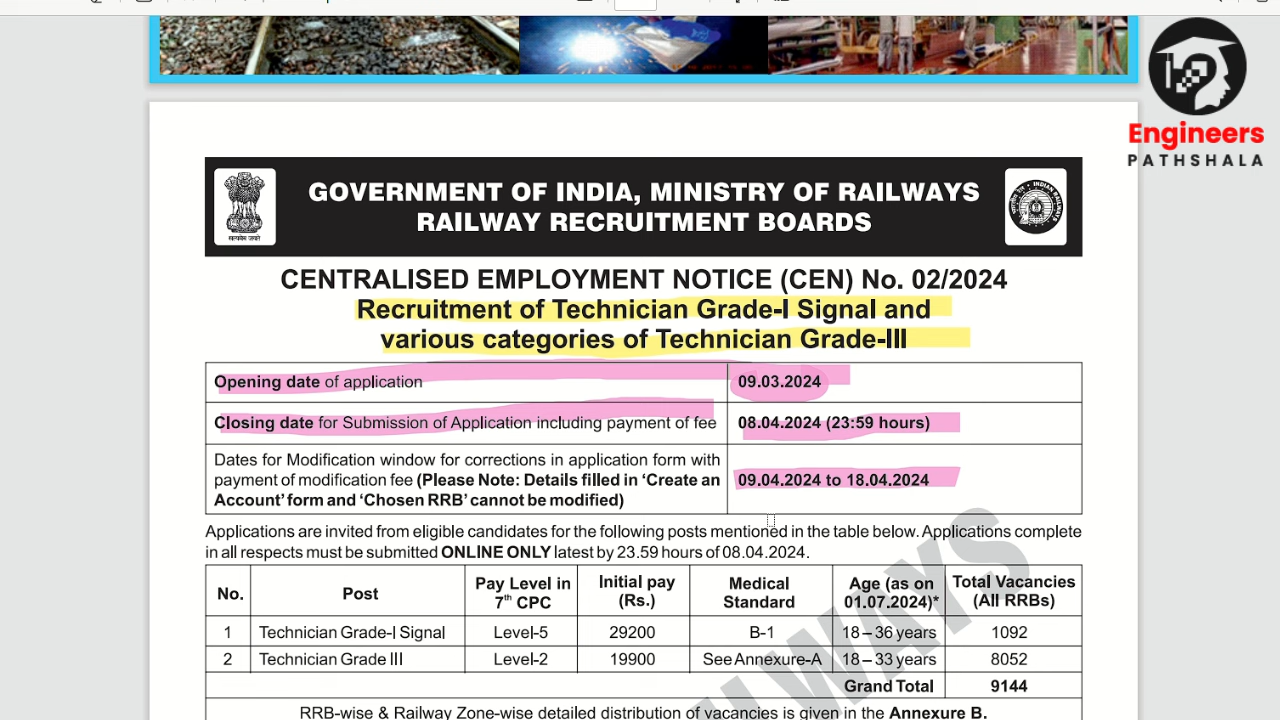 Engineers
PATHSHALA
GOVERNMENT OF INDIA, MINISTRY OF RAILWAYS
RAILWAY RECRUITMENT BOARDS
सत्यमेव जयते
CENTRALISED EMPLOYMENT NOTICE (CEN) No. 02/2024
Recruitment of Technician Grade-I Signal and
various categories of Technician Grade-III
Opening date of application 09.03.2024
Closing date for Submission of Application including payment of fee 08.04.2024 (23:59 hours)
Dates for Modification window for corrections in application form with
payment of modification fee (Please Note: Details filled in ‘Create an
Account’ form and ‘Chosen RRB’ cannot be modified) 09.04.2024 to 18.04.2024
Applications are invited from eligible candidates for the following posts mentioned in the table below. Applications complete
in all respects must be submitted ONLINE ONLY latest by 23.59 hours of 08.04.2024.
No. Post Pay Level in 7th CPC Initial pay (Rs.) Medical Standard Age (as on 01.07.2024)* Total Vacancies (All RRBs)
1 Technician Grade-I Signal Level-5 29200 B-1 18 – 36 years 1092
2 Technician Grade III Level-2 19900 See Annexure-A 18 – 33 years 8052
Grand Total 9144
RRB-wise & Railway Zone-wise detailed distribution of vacancies is given in the Annexure B.